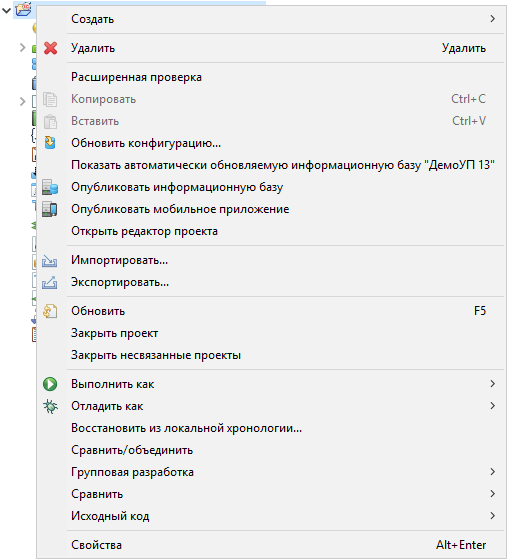 Создать
Удалить Удалить
Расширенная проверка
Копировать Ctrl+C
Вставить Ctrl+V
Обновить конфигурацию...
Показать автоматически обновляемую информационную базу "ДемоУП 13"
Опубликовать информационную базу
Опубликовать мобильное приложение
Открыть редактор проекта
Импортировать...
Экспортировать...
Обновить F5
Закрыть проект
Закрыть несвязанные проекты
Выполнить как
Отладить как
Восстановить из локальной хронологии...
Сравнить/объединить
Групповая разработка
Сравнить
Исходный код
Свойства Alt+Enter